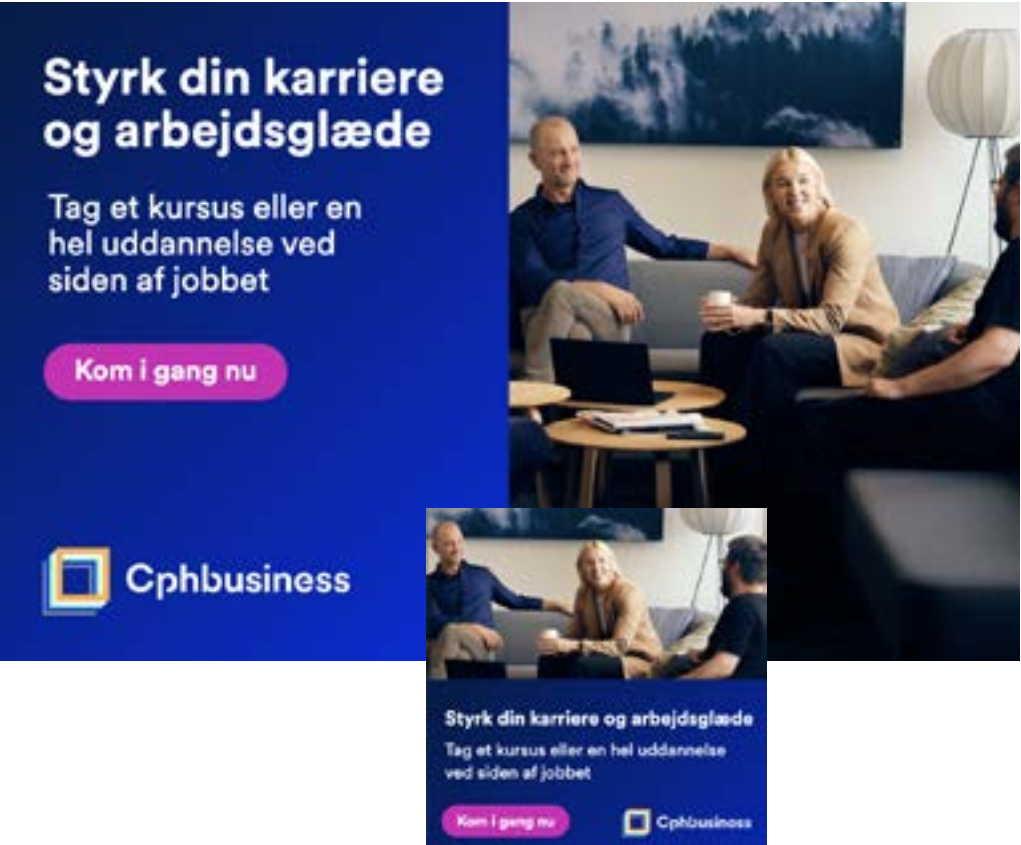 Styrk din karriere
og arbejdsglæde
Tag et kursus eller en
hel uddannelse ved
siden af jobbet
Kom i gang nu
Cphbusiness
Styrk din karriere og arbejdsglæde
Tag et kursus eller en hel uddannelse
ved siden af jobbet
Kom i gang nu
Cphbusiness